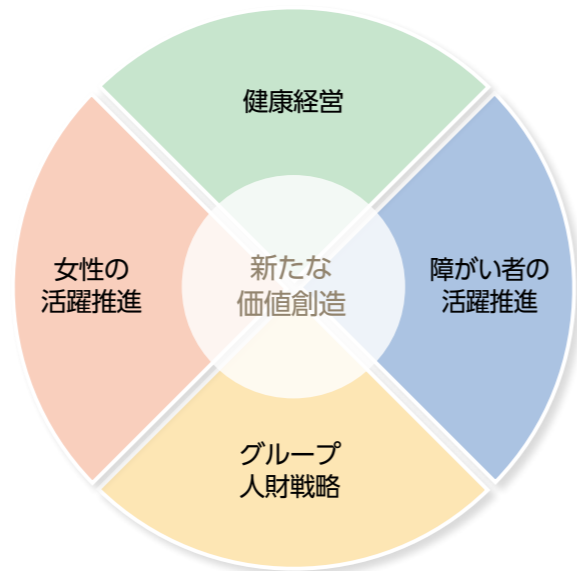 健康経営
女性の
活躍推進
新たな
価値創造
障がい者の
活躍推進
グループ
人財戦略